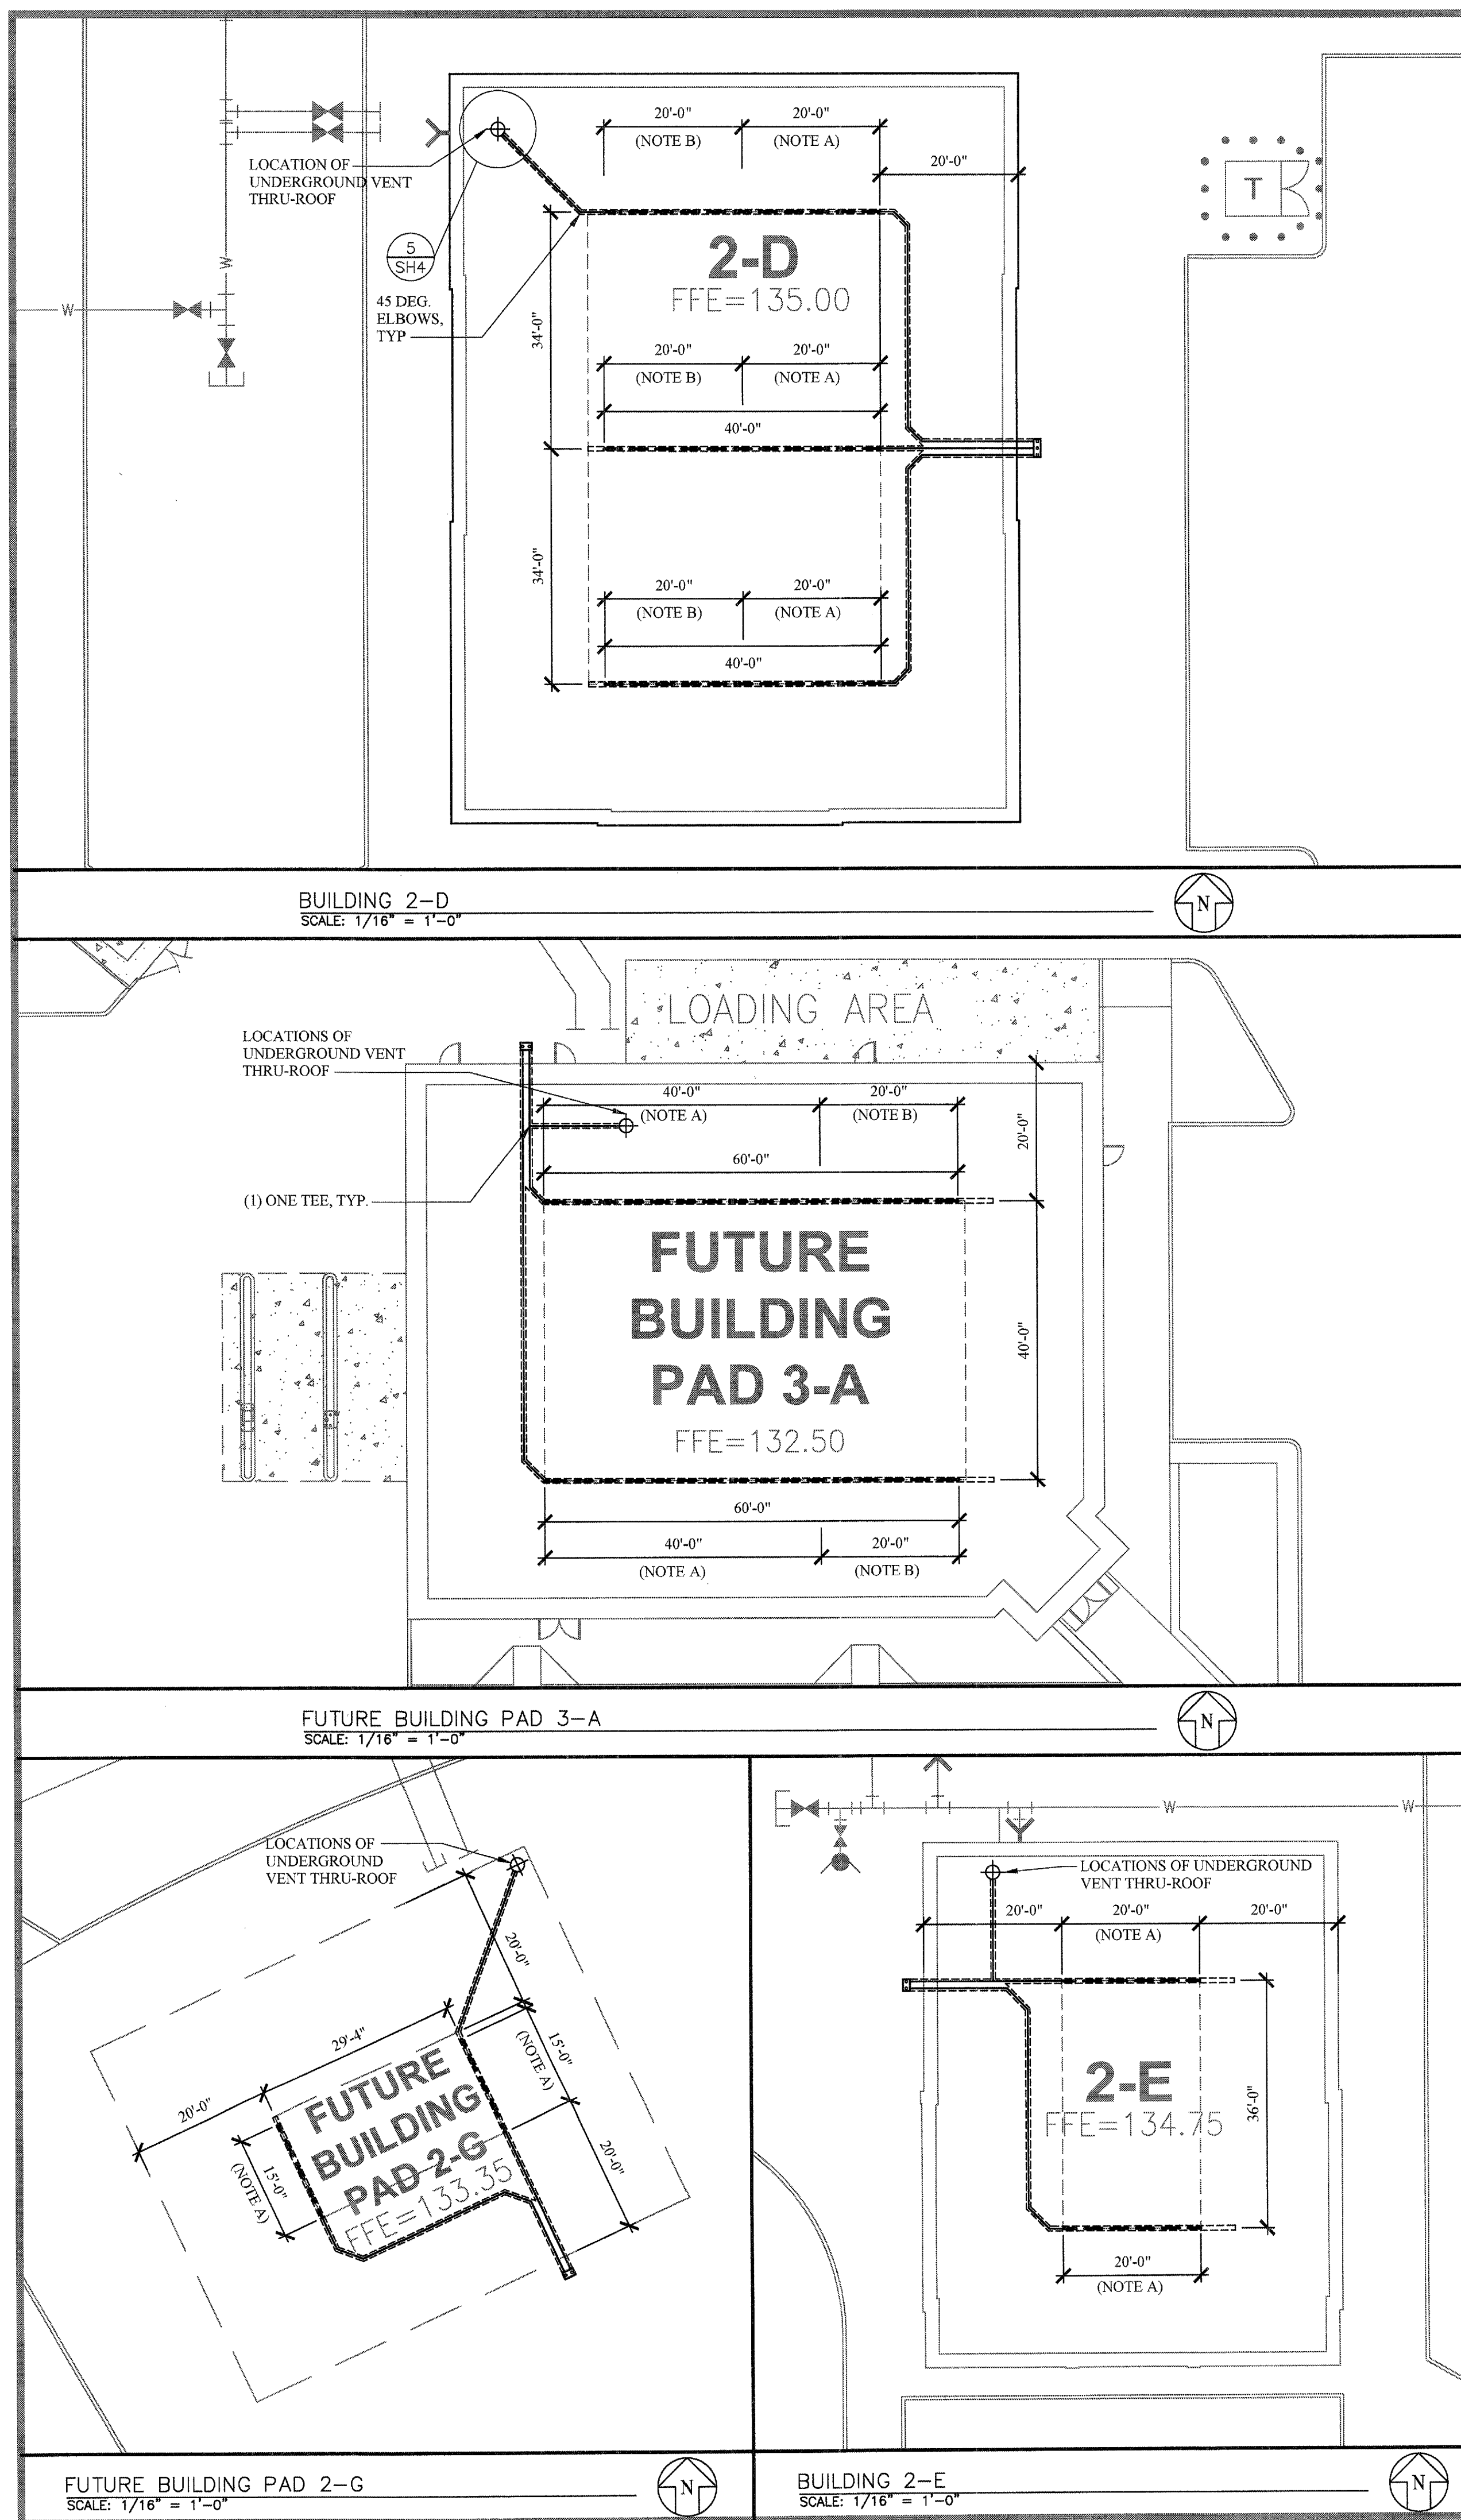 20'-0" 20'-0"
(NOTE B) (NOTE A)
20'-0"
LOCATION OF
UNDERGROUND VENT
THRU-ROOF
T
5
SH4
2-D
FFE=135.00
W
W
45 DEG.
ELBOWS,
TYP
34'-0"
20'-0" 20'-0"
(NOTE B) (NOTE A)
40'-0"
34'-0"
20'-0" 20'-0"
(NOTE B) (NOTE A)
40'-0"
BUILDING 2-D
SCALE: 1/16" = 1'-0"
N
LOADING AREA
LOCATIONS OF
UNDERGROUND VENT
THRU-ROOF
40'-0" 20'-0"
(NOTE A) (NOTE B)
20'-0"
60'-0"
(1) ONE TEE, TYP.
FUTURE
BUILDING
PAD 3-A
FFE=132.50
40'-0"
60'-0"
40'-0" 20'-0"
(NOTE A) (NOTE B)
FUTURE BUILDING PAD 3-A
SCALE: 1/16" = 1'-0"
N
LOCATIONS OF
UNDERGROUND
VENT THRU-ROOF
20'-0"
29'-4"
15'-0"
(NOTE A)
20'-0"
FUTURE
BUILDING
PAD 2-G
FFE=133.35
15'-0"
(NOTE A)
20'-0"
FUTURE BUILDING PAD 2-G
SCALE: 1/16" = 1'-0"
N
W W
LOCATIONS OF UNDERGROUND
VENT THRU-ROOF
20'-0" 20'-0" 20'-0"
(NOTE A)
2-E
FFE=134.75
36'-0"
20'-0"
(NOTE A)
BUILDING 2-E
SCALE: 1/16" = 1'-0"
N